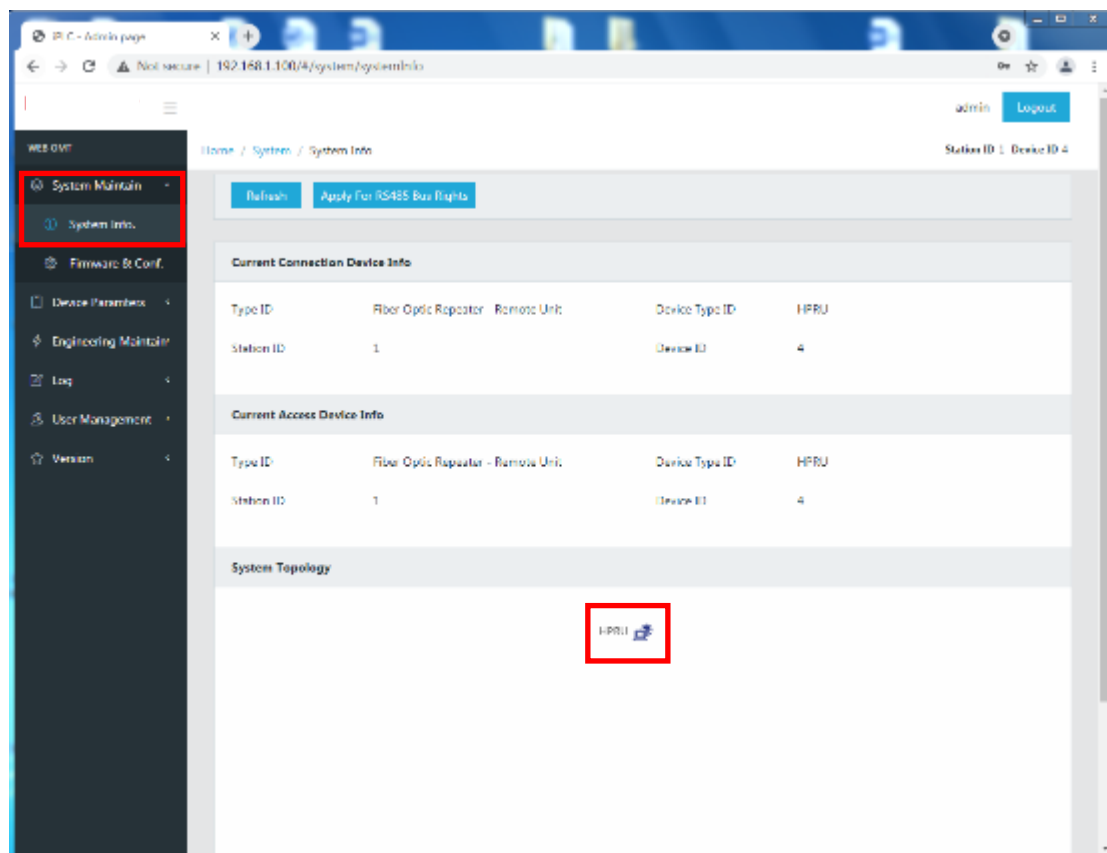 Admin page
Not secure | 192.168.1.100/#/system/systemInfo
admin Logout
WEB OMT
Home / System / System Info
Station ID 1 Device ID 4
System Maintain
System Info.
Firmware & Conf.
Device Paramters
Engineering Maintain
Log
User Management
Version
Refresh Apply For RS485 Bus Rights
Current Connection Device Info
Type ID Fiber Optic Repeater - Remote Unit Device Type ID HPRU
Station ID 1 Device ID 4
Current Access Device Info
Type ID Fiber Optic Repeater - Remote Unit Device Type ID HPRU
Station ID 1 Device ID 4
System Topology
HPRU